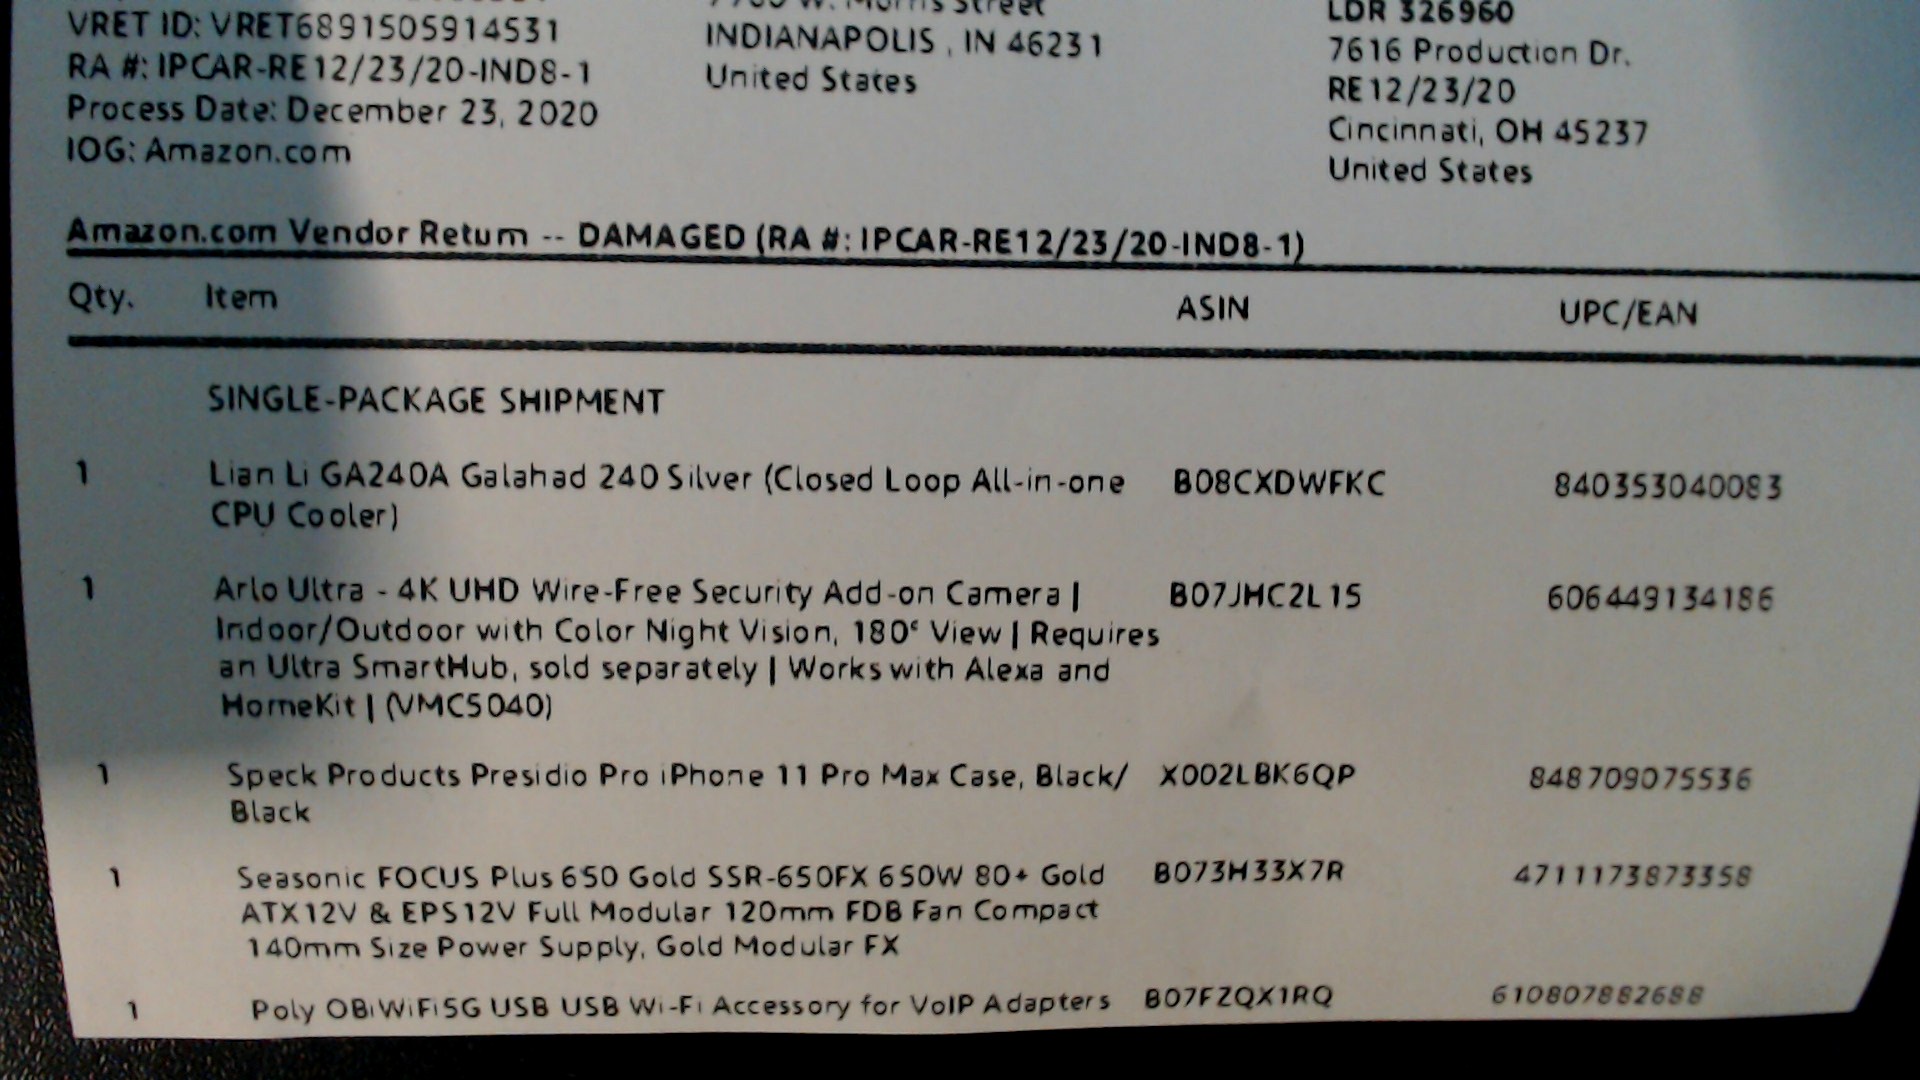 VRET ID: VRET6891505914531
RA #: IPCAR-RE12/23/20-IND8-1
Process Date: December 23, 2020
IOG: Amazon.com
W. Morris Street
INDIANAPOLIS , IN 46231
United States
LDR 326960
7616 Production Dr.
RE12/23/20
Cincinnati, OH 45237
United States
Amazon.com Vendor Return -- DAMAGED (RA #: IPCAR-RE12/23/20-IND8-1)
Qty. Item ASIN UPC/EAN
SINGLE-PACKAGE SHIPMENT
1 Lian Li GA240A Galahad 240 Silver (Closed Loop All-in-one B08CXDWFKC 840353040083
CPU Cooler)
1 Arlo Ultra - 4K UHD Wire-Free Security Add-on Camera | B07JHC2L15 606449134186
Indoor/Outdoor with Color Night Vision, 180° View | Requires
an Ultra SmartHub, sold separately | Works with Alexa and
HomeKit | (VMC5040)
1 Speck Products Presidio Pro iPhone 11 Pro Max Case, Black/ X002LBK6QP 848709075536
Black
1 Seasonic FOCUS Plus 650 Gold SSR-650FX 650W 80+ Gold B073H33X7R 4711173873358
ATX12V & EPS12V Full Modular 120mm FDB Fan Compact
140mm Size Power Supply, Gold Modular FX
1 Poly OBiWiFi5G USB USB Wi-Fi Accessory for VoIP Adapters B07FZQX1RQ 610807882688